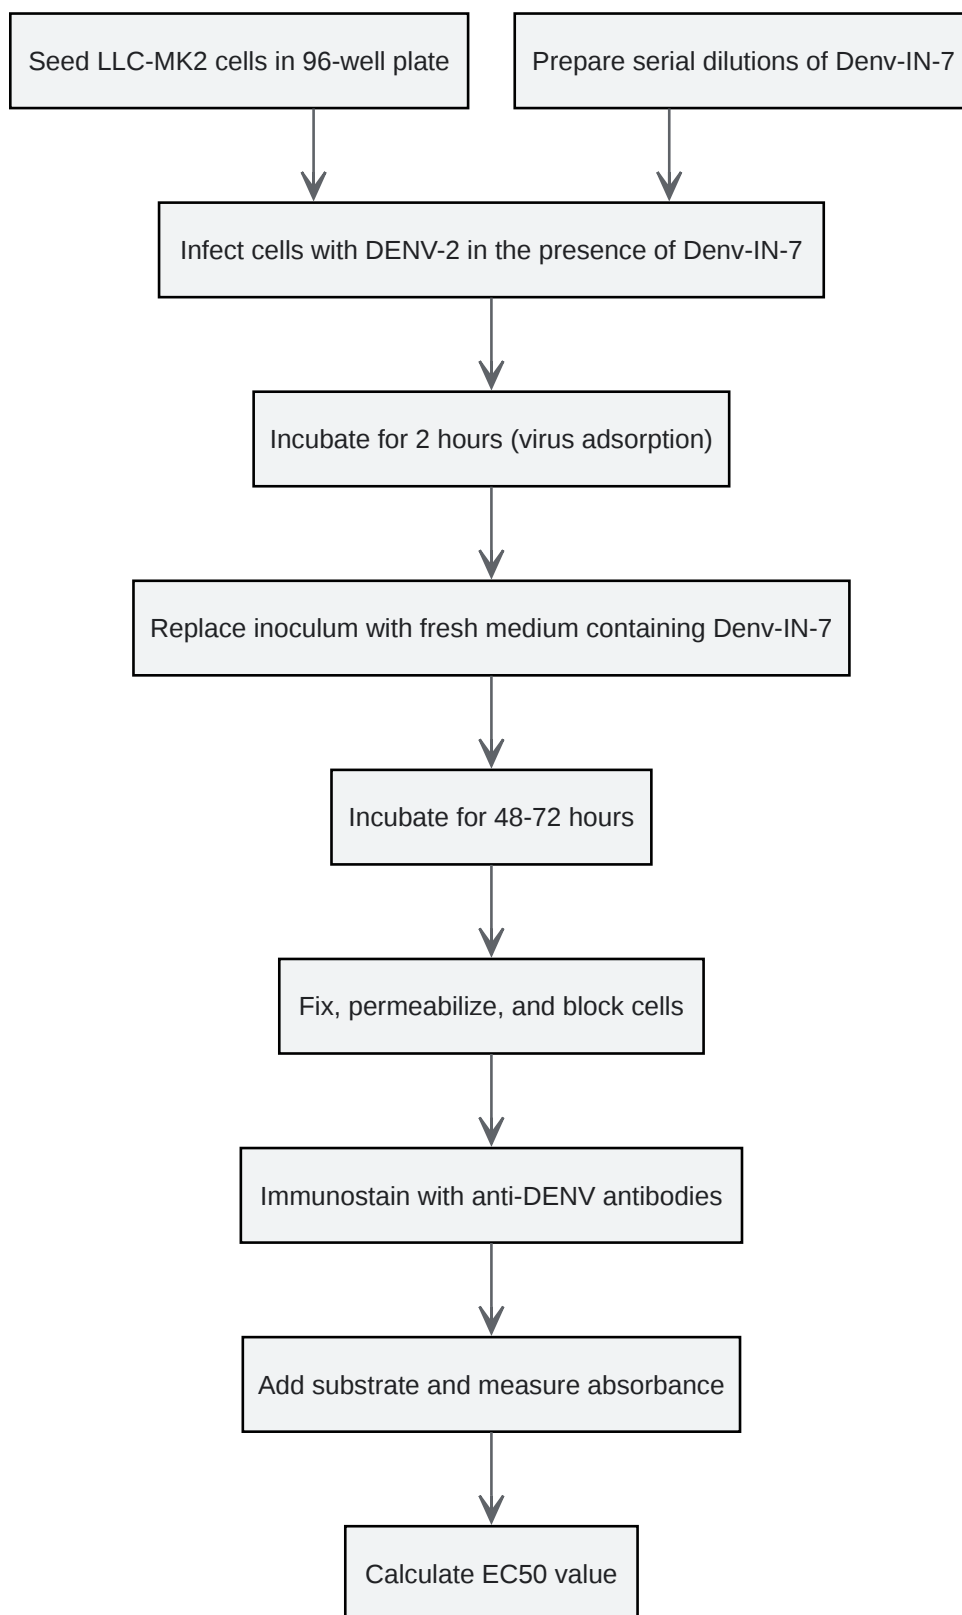 Seed LLC-MK2 cells in 96-well plate
Prepare serial dilutions of Denv-IN-7
Infect cells with DENV-2 in the presence of Denv-IN-7
Incubate for 2 hours (virus adsorption)
Replace inoculum with fresh medium containing Denv-IN-7
Incubate for 48-72 hours
Fix, permeabilize, and block cells
Immunostain with anti-DENV antibodies
Add substrate and measure absorbance
Calculate EC50 value